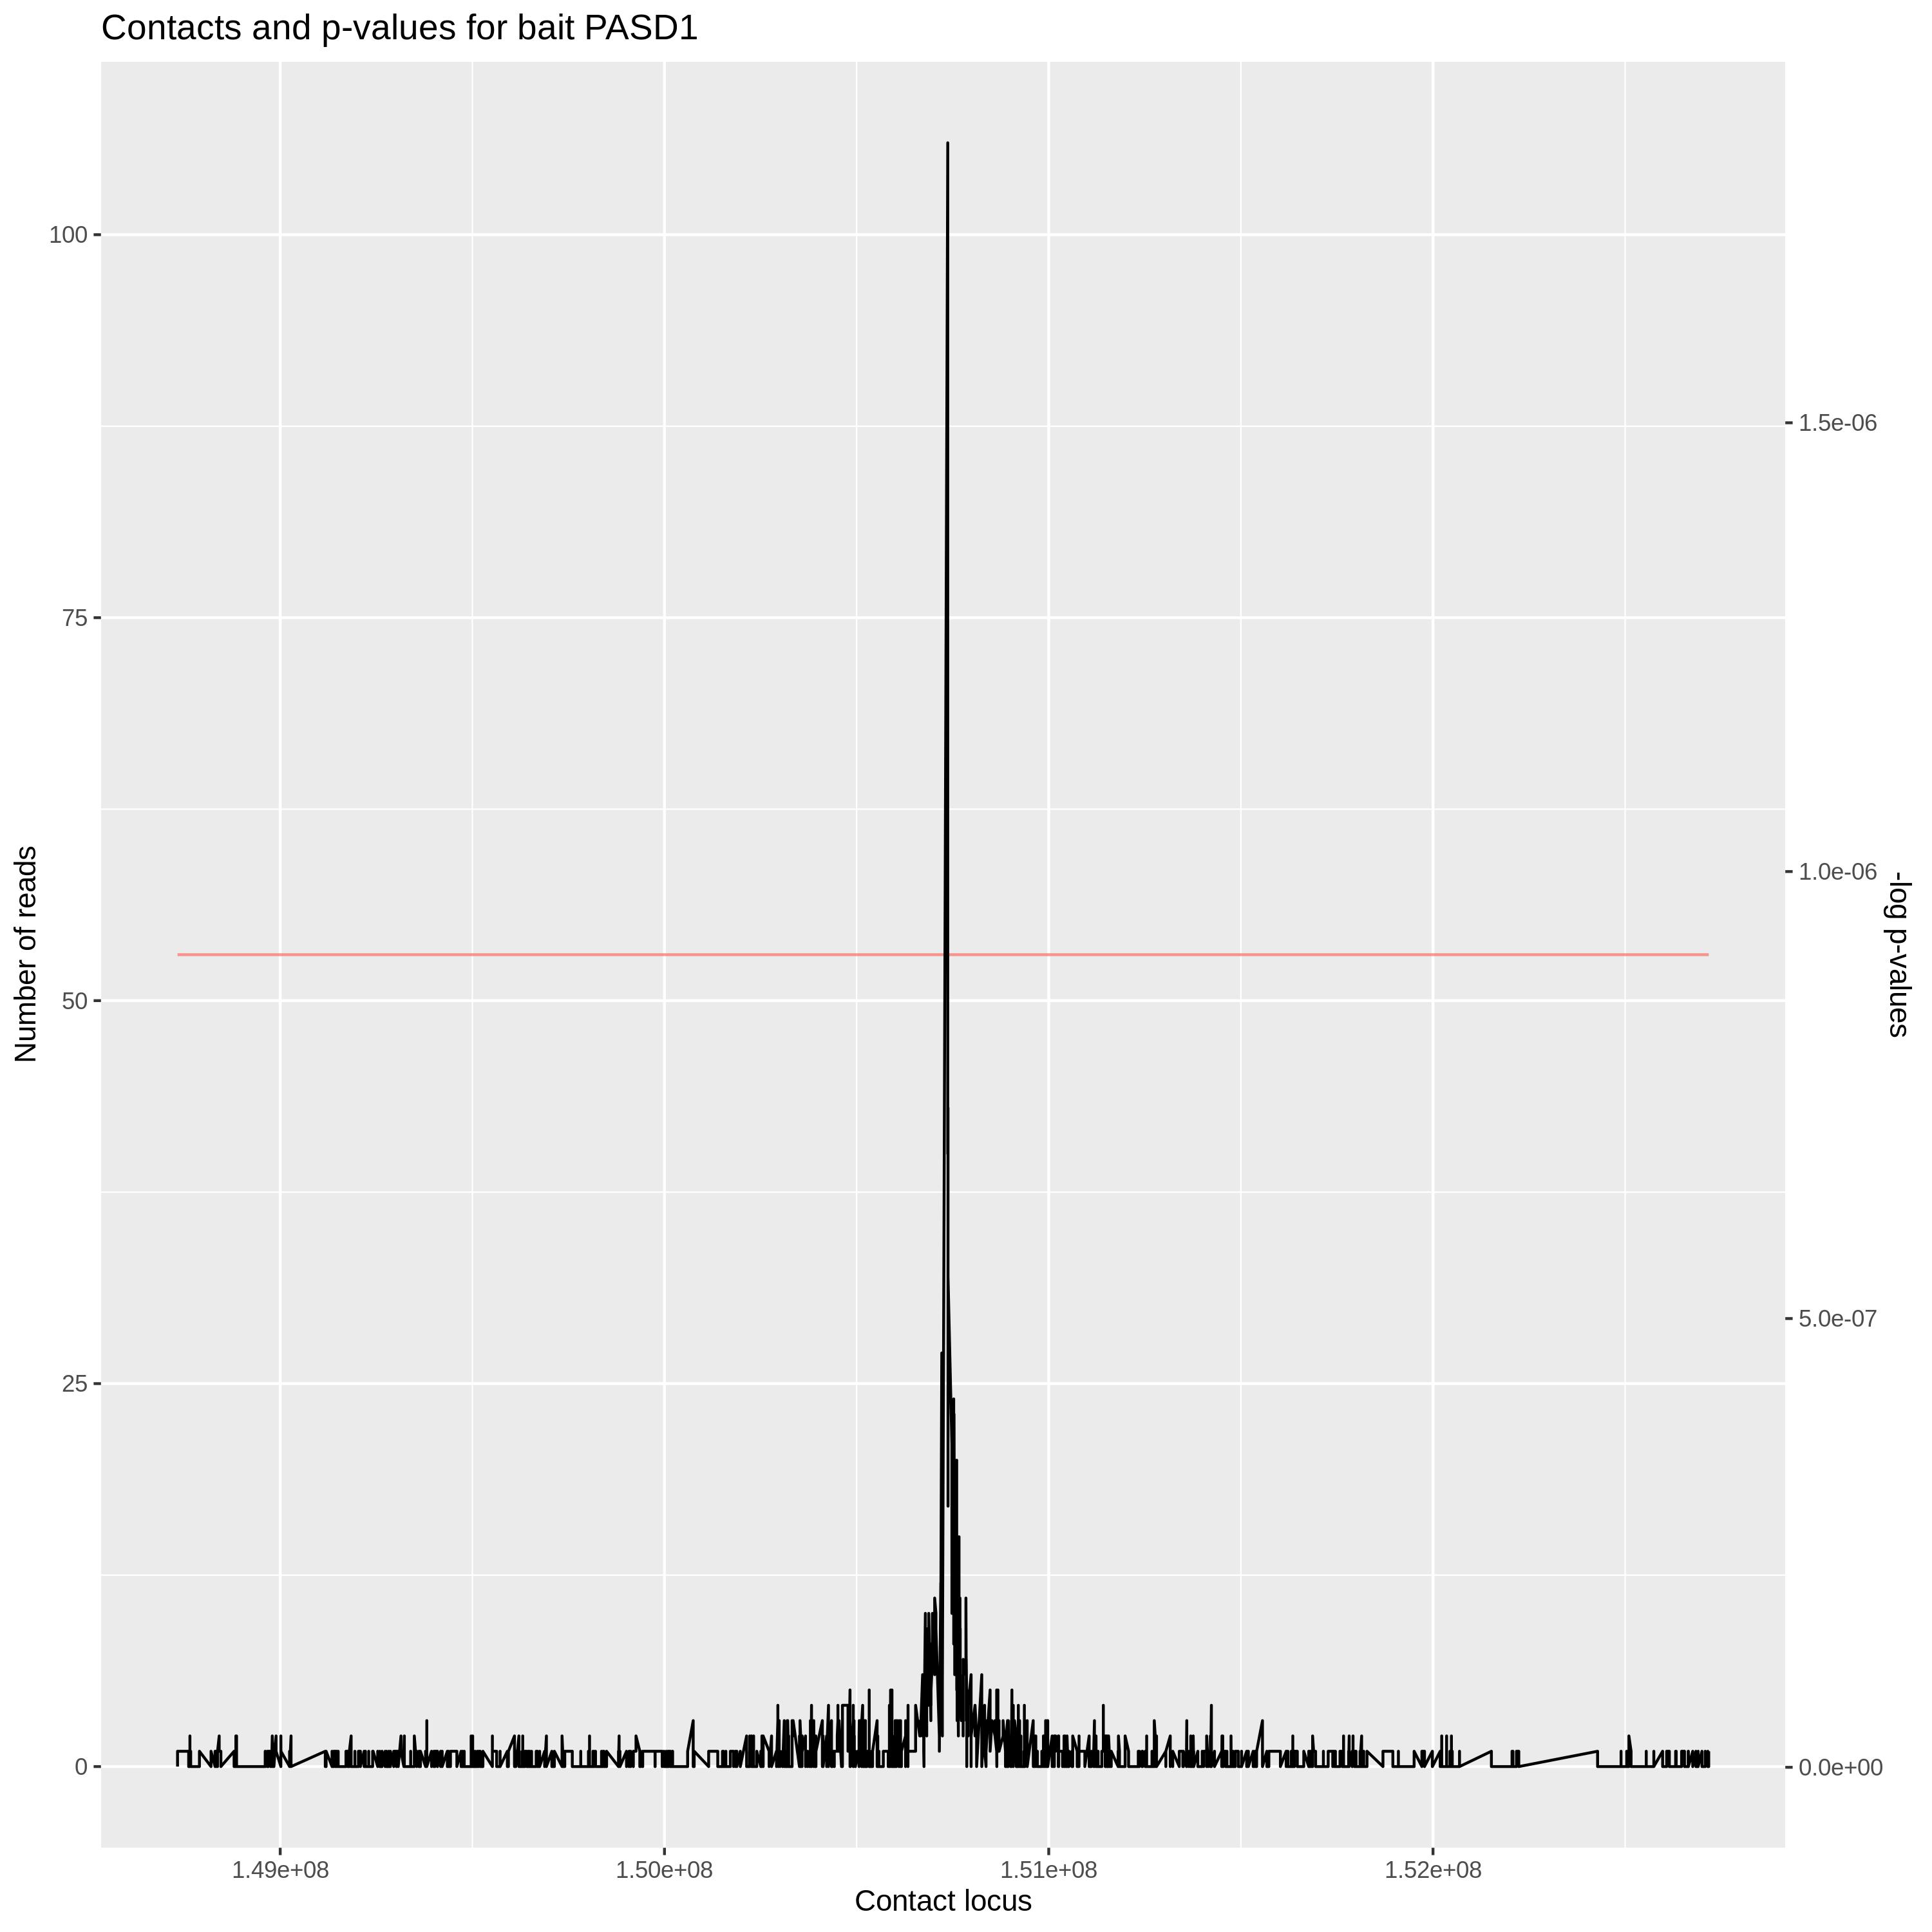 Contacts and p-values for bait PASD1
100
75
50
25
0
Number of reads
1.5e-06
1.0e-06
5.0e-07
0.0e+00
-log p-values
1.49e+08
1.50e+08
1.51e+08
1.52e+08
Contact locus